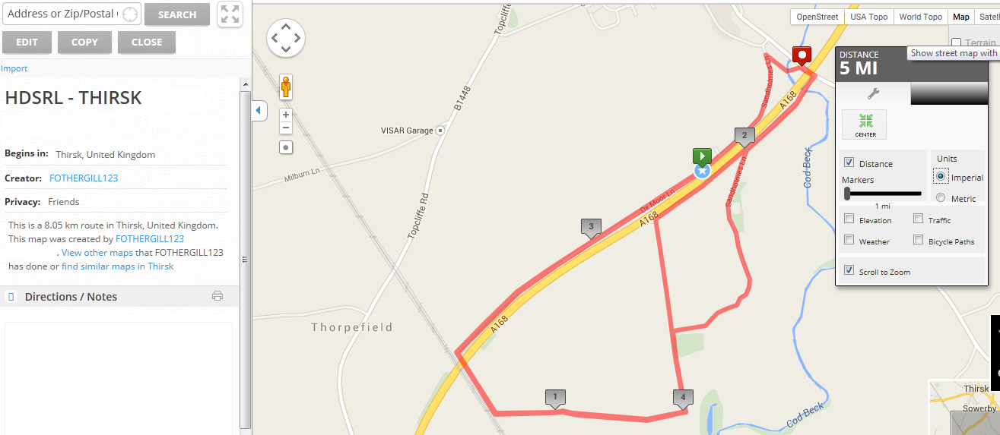 Address or Zip/Postal
SEARCH
EDIT COPY CLOSE
Import
HDSRL - THIRSK
Begins in: Thirsk, United Kingdom
Creator: FOTHERGILL123
Privacy: Friends
This is a 8.05 km route in Thirsk, United Kingdom.
This map was created by FOTHERGILL123
. View other maps that FOTHERGILL123
has done or find similar maps in Thirsk
Directions / Notes
OpenStreet USA Topo World Topo Map Satell
Terrain
Show street map with
DISTANCE
5 MI
CENTER
Distance
Markers
1 mi
Units
Imperial
Metric
Elevation
Traffic
Weather
Bicycle Paths
Scroll to Zoom
Topcliffe
B1448
VISAR Garage
Milburn Ln
Topcliffe Rd
Thorpefield
Sandholmes Ln
A168
2
Cod Beck
Sandholmes Ln
Ox Moor Ln
A168
3
A168
1
4
Cod Beck
Thirsk
Sowerby